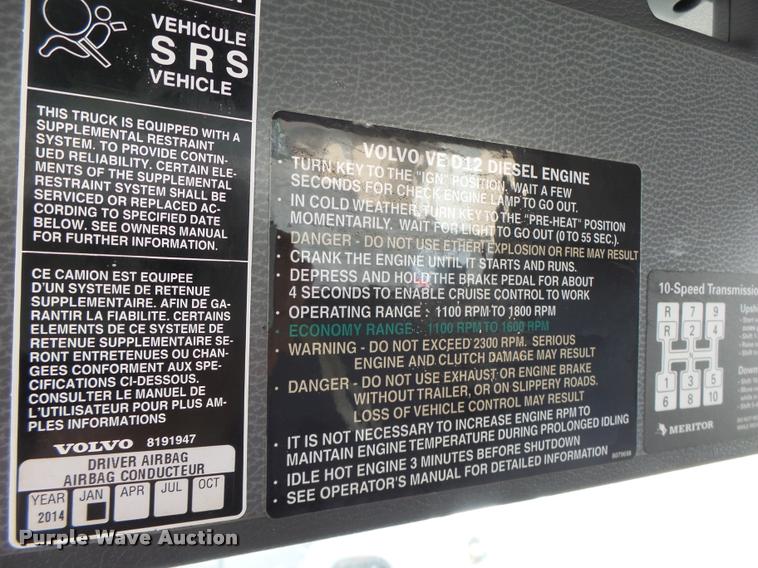 VEHICULE
SRS
VEHICLE
THIS TRUCK IS EQUIPPED WITH A
SUPPLEMENTAL RESTRAINT
SYSTEM. TO PROVIDE CONTIN-
UED RELIABILITY. CERTAIN ELE-
MENTS OF THE SUPPLEMENTAL
RESTRAINT SYSTEM SHALL BE
SERVICED OR REPLACED AC-
CORDING TO SPECIFIED DATE
BELOW. SEE OWNERS MANUAL
FOR FURTHER INFORMATION.
CE CAMION EST EQUIPEE
D'UN SYSTEME DE RETENUE
SUPPLEMENTAIRE. AFIN DE GA-
RANTIR LA FIABILITE. CERTAINS
ELEMENTS DE CE SYSTEME DE
RETENUE SUPPLEMENTAIRE SE-
RONT ENTRETENUES OU CHAN-
GEES CONFORMENT AUX SPE-
CIFICATIONS CI-DESSOUS.
CONSULTER LE MANUEL DE
L'UTILISATEUR POUR PLUS AM-
PLES INFORMATIONS
VOLVO 8191947
DRIVER AIRBAG
AIRBAG CONDUCTEUR
YEAR JAN APR JUL OCT
2014
VOLVO VE D12 DIESEL ENGINE
· TURN KEY TO THE "IGN" POSITION. WAIT A FEW
SECONDS FOR CHECK ENGINE LAMP TO GO OUT.
· IN COLD WEATHER, TURN KEY TO THE "PRE-HEAT" POSITION
MOMENTARILY. WAIT FOR LIGHT TO GO OUT (0 TO 55 SEC.).
DANGER - DO NOT USE ETHER! EXPLOSION OR FIRE MAY RESULT
· CRANK THE ENGINE UNTIL IT STARTS AND RUNS.
· DEPRESS AND HOLD THE BRAKE PEDAL FOR ABOUT
4 SECONDS TO ENABLE CRUISE CONTROL TO WORK
· OPERATING RANGE : 1100 RPM TO 1800 RPM
ECONOMY RANGE : 1100 RPM TO 1600 RPM
· WARNING - DO NOT EXCEED 2300 RPM. SERIOUS
ENGINE AND CLUTCH DAMAGE MAY RESULT
· DANGER - DO NOT USE EXHAUST OR ENGINE BRAKE
WITHOUT TRAILER, OR ON SLIPPERY ROADS.
LOSS OF VEHICLE CONTROL MAY RESULT
· IT IS NOT NECESSARY TO INCREASE ENGINE RPM TO
MAINTAIN ENGINE TEMPERATURE DURING PROLONGED IDLING
· IDLE HOT ENGINE 3 MINUTES BEFORE SHUTDOWN
· SEE OPERATOR'S MANUAL FOR DETAILED INFORMATION
10-Speed Transmissio
R 7 9
R 2 4
N
1 3 5
6 8 10
MERITOR
Purple Wave Auction